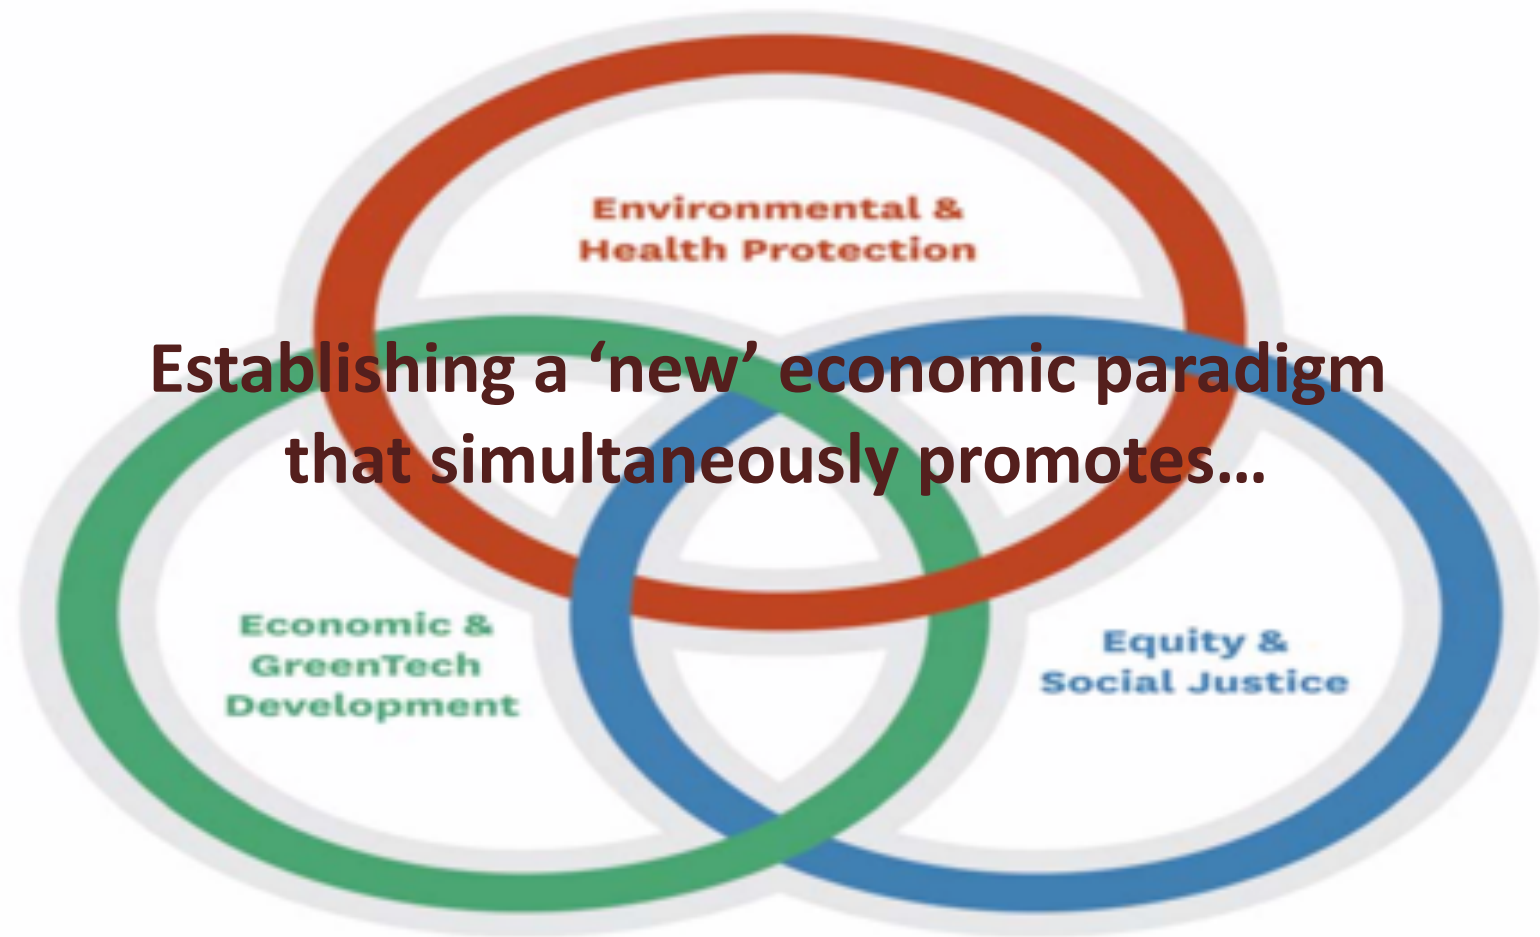 Environmental &
Health Protection
Establishing a ‘new’ economic paradigm
that simultaneously promotes…
Economic &
GreenTech
Development
Equity &
Social Justice